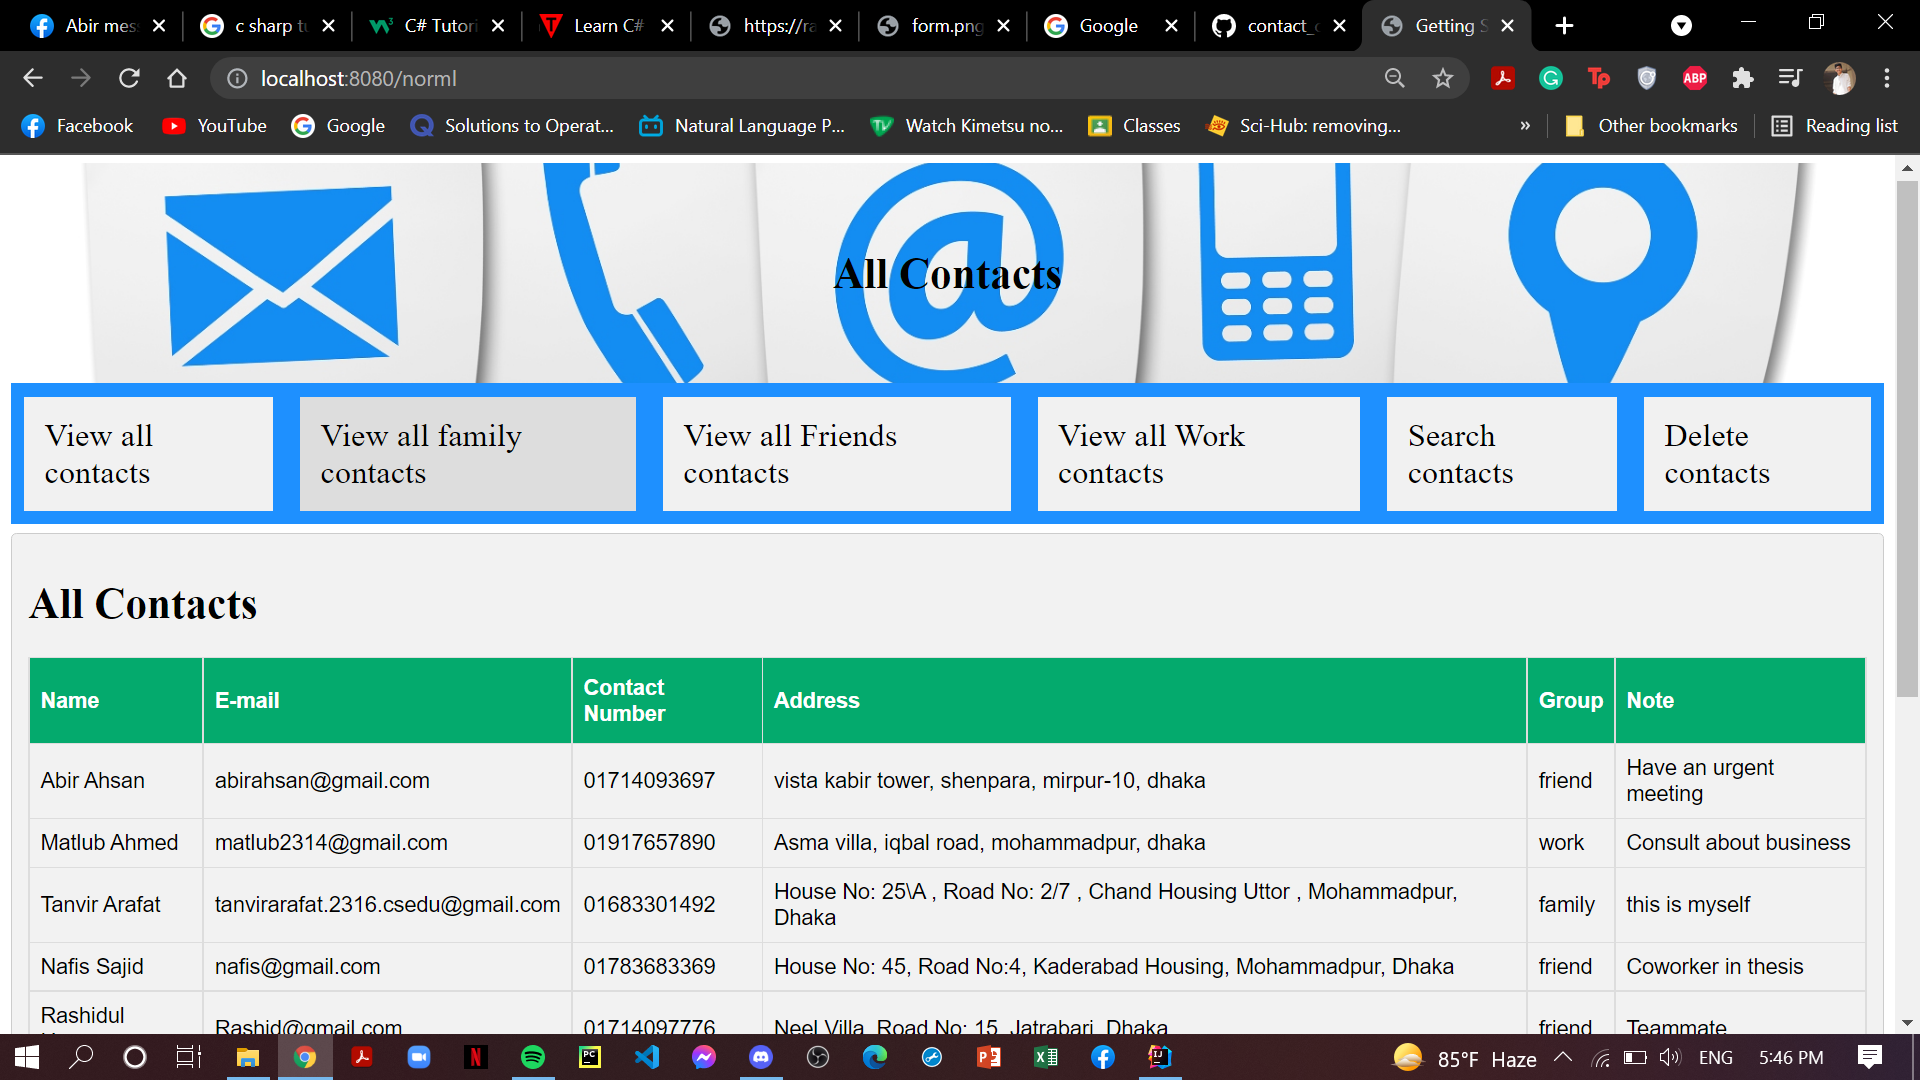 Abir mes
c sharp tu
C# Tutori
Learn C#
https://ra
form.png
Google
contact_c
Getting S
localhost:8080/norml
ABP
Facebook
YouTube
Google
Solutions to Operat...
Natural Language P...
Watch Kimetsu no...
Classes
Sci-Hub: removing...
»
Other bookmarks
Reading list
All Contacts
View all
contacts
View all family
contacts
View all Friends
contacts
View all Work
contacts
Search
contacts
Delete
contacts
All Contacts
Name E-mail Contact Number Address Group Note
Abir Ahsan abirahsan@gmail.com 01714093697 vista kabir tower, shenpara, mirpur-10, dhaka friend Have an urgent meeting
Matlub Ahmed matlub2314@gmail.com 01917657890 Asma villa, iqbal road, mohammadpur, dhaka work Consult about business
Tanvir Arafat tanvirarafat.2316.csedu@gmail.com 01683301492 House No: 25\A , Road No: 2/7 , Chand Housing Uttor , Mohammadpur, Dhaka family this is myself
Nafis Sajid nafis@gmail.com 01783683369 House No: 45, Road No:4, Kaderabad Housing, Mohammadpur, Dhaka friend Coworker in thesis
Rashidul Rashid@gmail.com 01714097776 Neel Villa, Road No: 15, Jatrabari, Dhaka friend Teammate
85°F Haze
ENG
5:46 PM